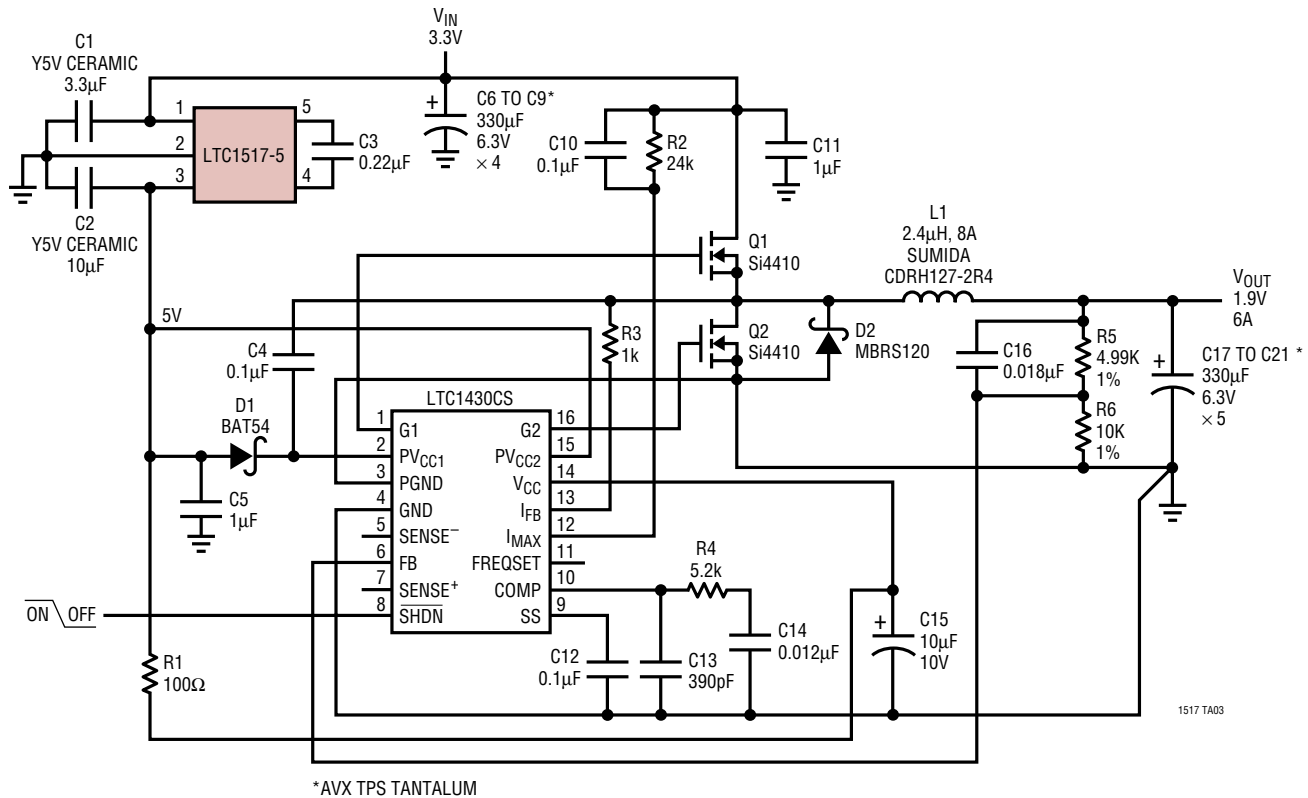 VIN
3.3V
C1
Y5V CERAMIC
3.3µF
1
2
3
LTC1517-5
5
4
C3
0.22µF
C2
Y5V CERAMIC
10µF
+
C6 TO C9*
330µF
6.3V
× 4
C10
0.1µF
R2
24k
C11
1µF
Q1
Si4410
L1
2.4µH, 8A
SUMIDA
CDRH127-2R4
VOUT
1.9V
6A
5V
C4
0.1µF
R3
1k
Q2
Si4410
D2
MBRS120
C16
0.018µF
R5
4.99K
1%
R6
10K
1%
+
C17 TO C21 *
330µF
6.3V
× 5
D1
BAT54
C5
1µF
LTC1430CS
1 G1
2 PVCC1
3 PGND
4 GND
5 SENSE–
6 FB
7 SENSE+
8 SHDN
G2 16
PVCC2 15
VCC 14
IFB 13
IMAX 12
FREQSET 11
COMP 10
SS 9
ON OFF
R4
5.2k
C14
0.012µF
C12
0.1µF
C13
390pF
+
C15
10µF
10V
R1
100Ω
1517 TA03
*AVX TPS TANTALUM